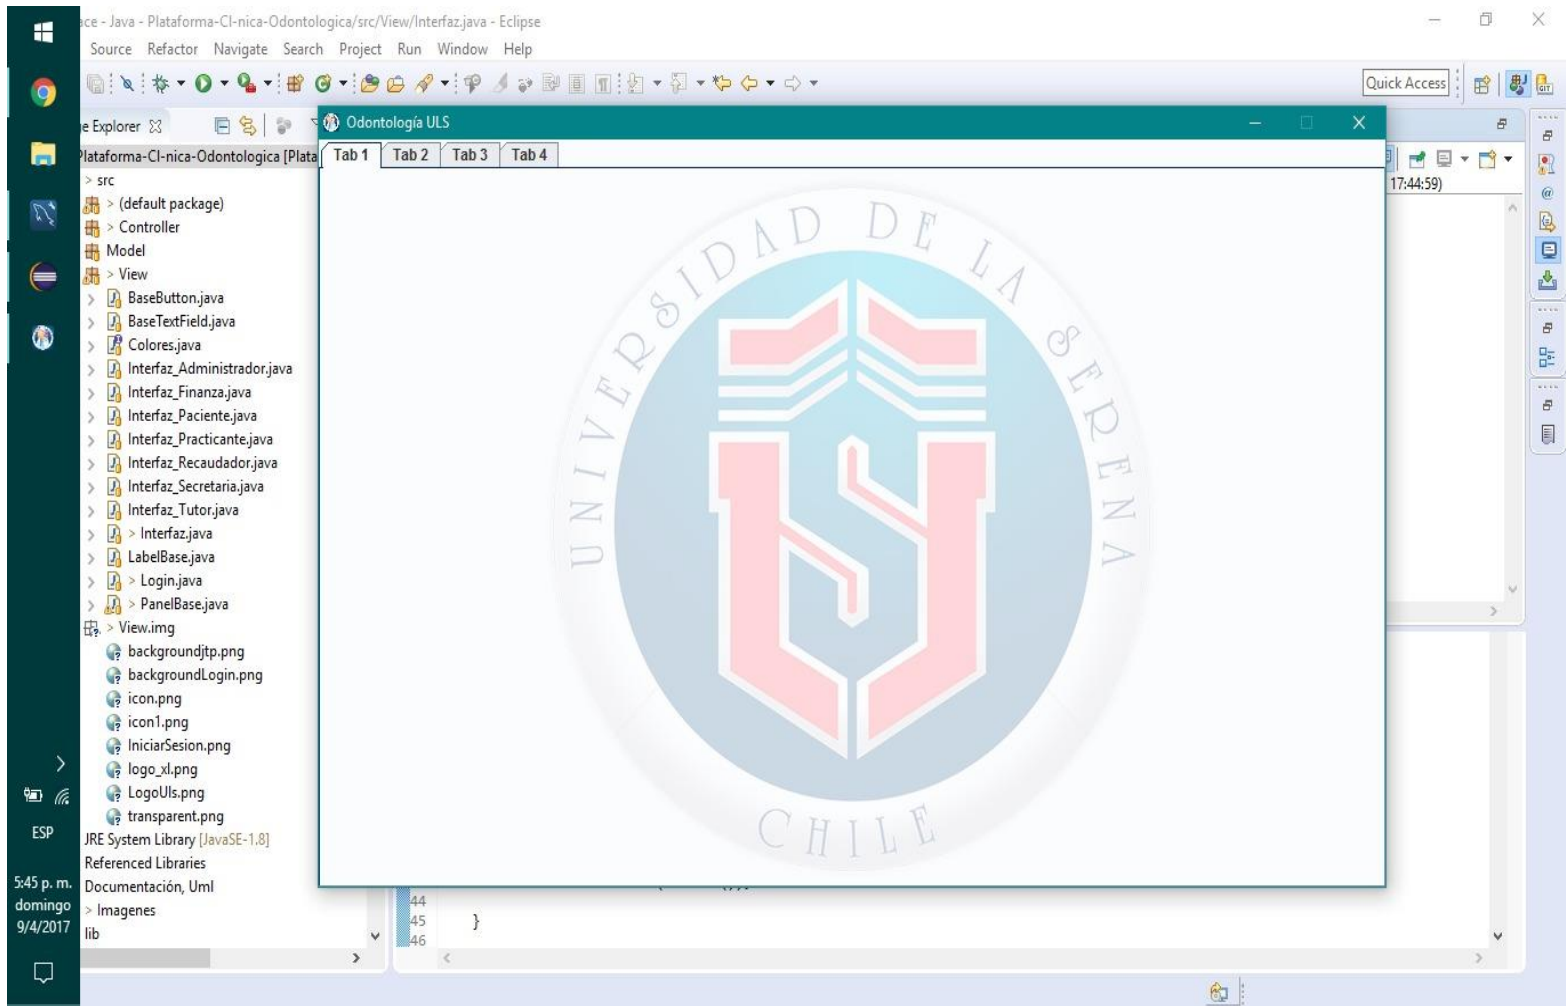 ace - Java - Plataforma-Cl-nica-Odontologica/src/View/Interfaz.java - Eclipse
Source Refactor Navigate Search Project Run Window Help
Quick Access
GIT
e Explorer
Plataforma-Cl-nica-Odontologica [Plata
> src
> (default package)
> Controller
Model
> View
BaseButton.java
BaseTextField.java
Colores.java
Interfaz_Administrador.java
Interfaz_Finanza.java
Interfaz_Paciente.java
Interfaz_Practicante.java
Interfaz_Recaudador.java
Interfaz_Secretaria.java
Interfaz_Tutor.java
> Interfaz.java
LabelBase.java
> Login.java
> PanelBase.java
> View.img
backgroundjtp.png
backgroundLogin.png
icon.png
icon1.png
IniciarSesion.png
logo_xl.png
LogoUls.png
transparent.png
JRE System Library [JavaSE-1.8]
Referenced Libraries
Documentación, Uml
> Imagenes
lib
Odontología ULS
Tab 1 Tab 2 Tab 3 Tab 4
UNIVERSIDAD DE LA SERENA
CHILE
17:44:59)
44
45 }
46
ESP
5:45 p. m.
domingo
9/4/2017